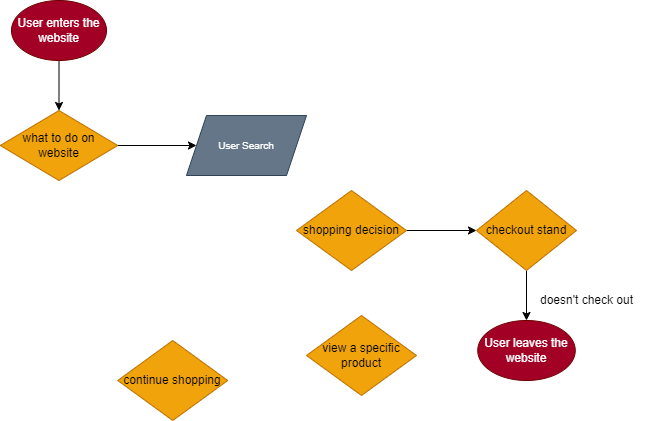 User enters the
website
what to do on
website
User Search
shopping decision
checkout stand
doesn't check out
User leaves the
website
view a specific
product
continue shopping